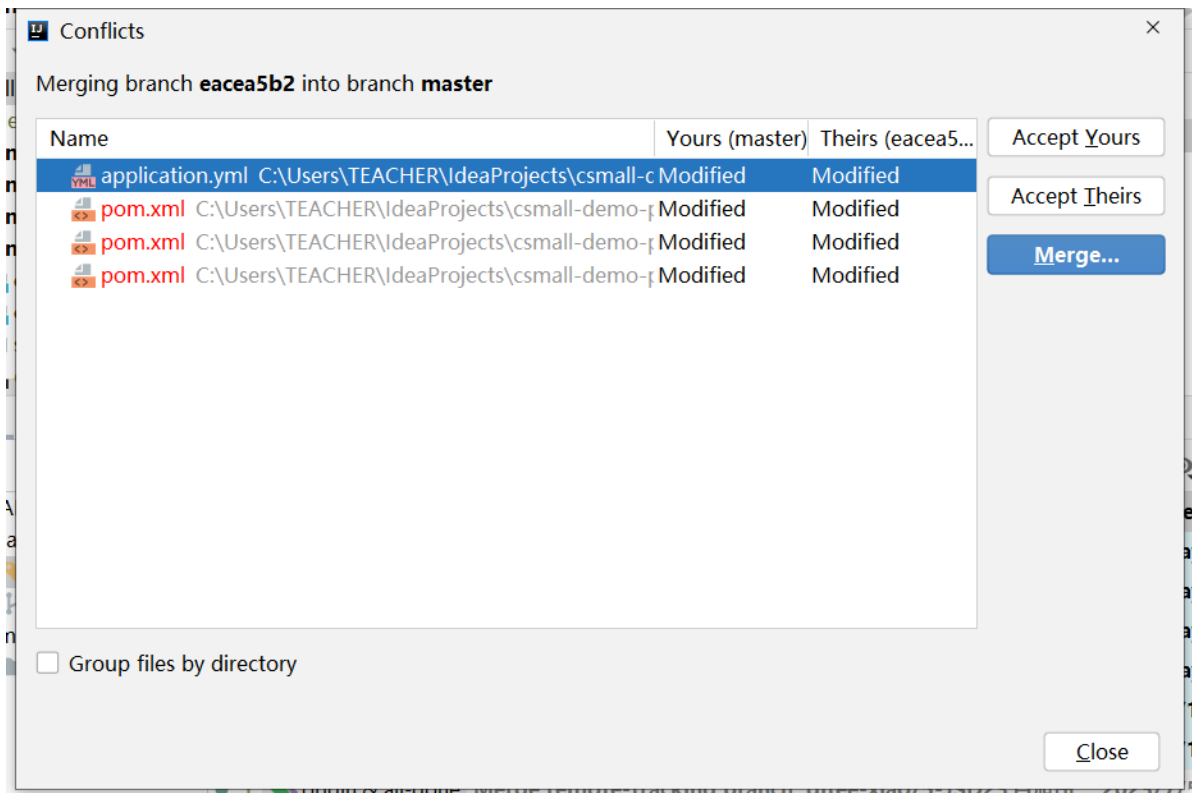 Conflicts
Merging branch eacea5b2 into branch master
Name Yours (master) Theirs (eacea5...
application.yml C:\Users\TEACHER\IdeaProjects\csmall-c Modified Modified
pom.xml C:\Users\TEACHER\IdeaProjects\csmall-demo-p Modified Modified
pom.xml C:\Users\TEACHER\IdeaProjects\csmall-demo-p Modified Modified
pom.xml C:\Users\TEACHER\IdeaProjects\csmall-demo-p Modified Modified
Accept Yours
Accept Theirs
Merge...
Group files by directory
Close